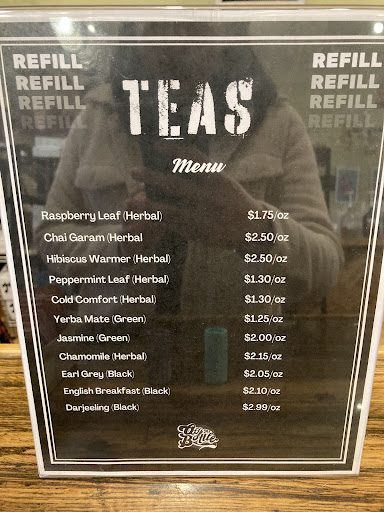 REFILL REFILL
REFILL REFILL
REFILL REFILL
REFILL REFILL
TEAS
Menu
Raspberry Leaf (Herbal) $1.75/oz
Chai Garam (Herbal $2.50/oz
Hibiscus Warmer (Herbal) $2.50/oz
Peppermint Leaf (Herbal) $1.30/oz
Cold Comfort (Herbal) $1.30/oz
Yerba Mate (Green) $1.25/oz
Jasmine (Green) $2.00/oz
Chamomile (Herbal) $2.15/oz
Earl Grey (Black) $2.05/oz
English Breakfast (Black) $2.10/oz
Darjeeling (Black) $2.99/oz